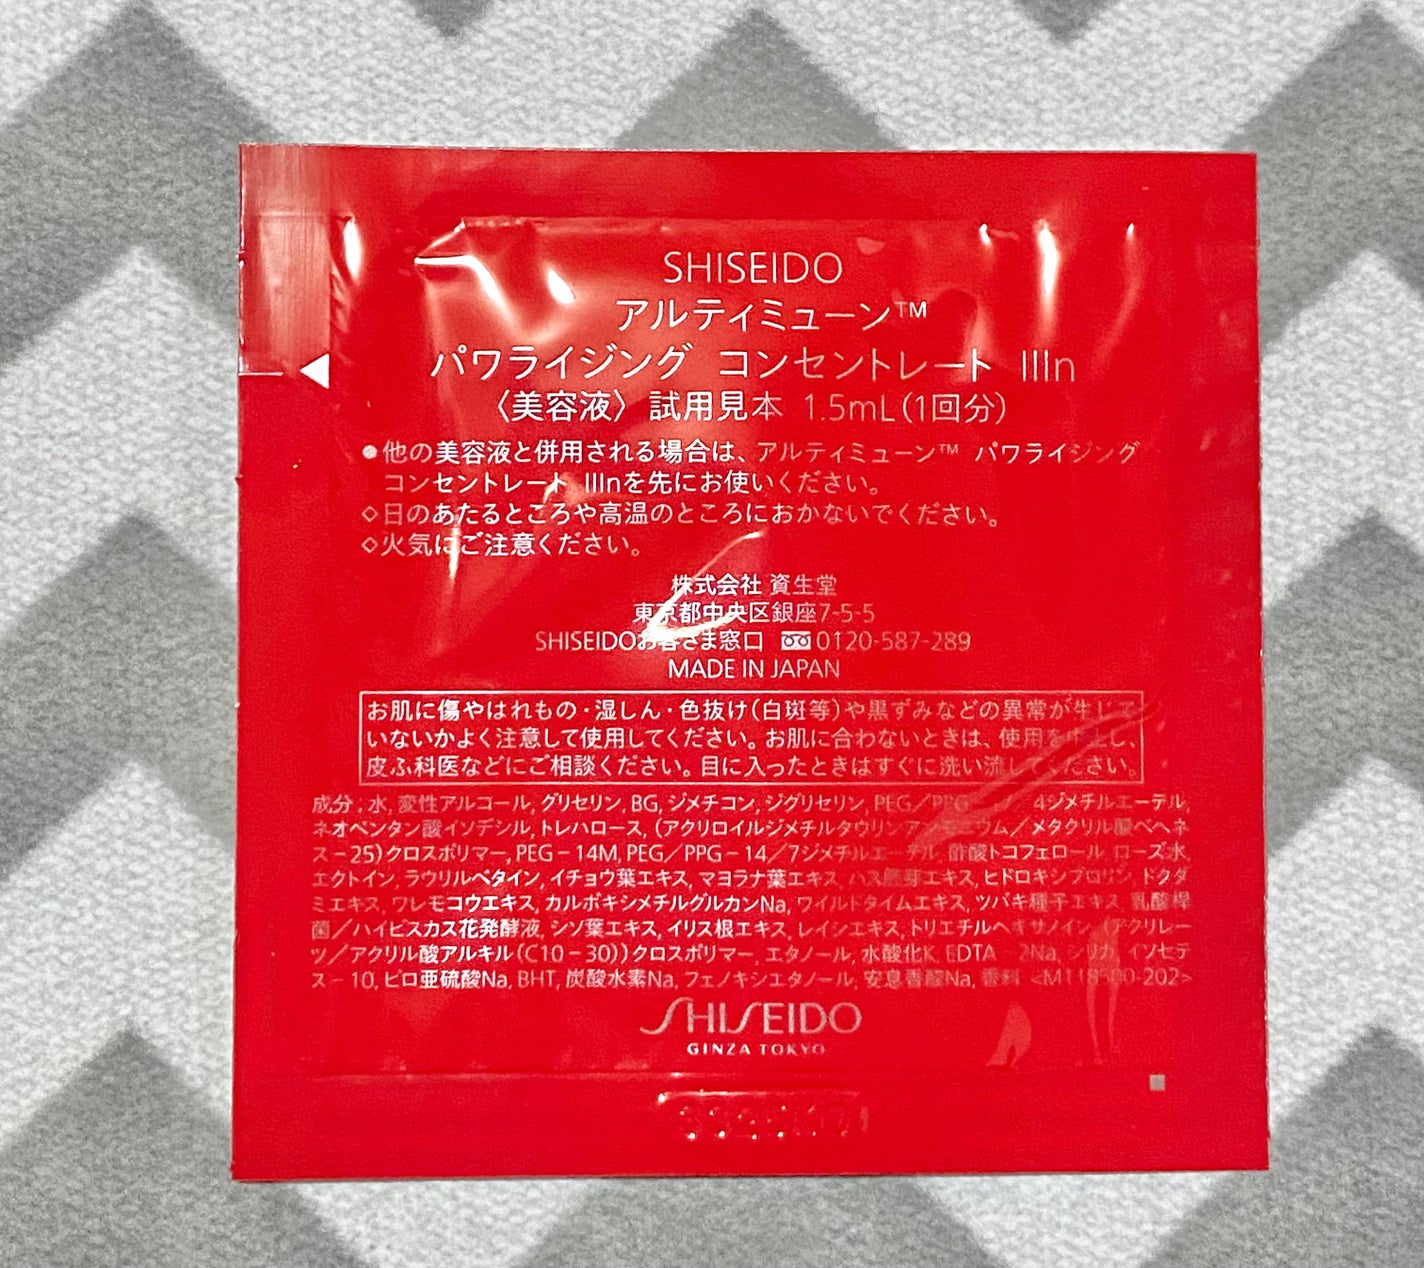 SHISEIDO
アルティミューン™
パワライジング コンセントレート IIIn
〈美容液〉 試用見本 1.5mL(1回分)
●他の美容液と併用される場合は、アルティミューン™ パワライジング
コンセントレート IIInを先にお使いください。
◇日のあたるところや高温のところにおかないでください。
◇火気にご注意ください。
株式会社 資生堂
東京都中央区銀座7-5-5
SHISEIDOお客さま窓口 0120-587-289
MADE IN JAPAN
お肌に傷やはれもの・湿しん・色抜け(白斑等)や黒ずみなどの異常が生じて
いないかよく注意して使用してください。お肌に合わないときは、使用を中止し、
皮ふ科医などにご相談ください。目に入ったときはすぐに洗い流してください。
成分:水, 変性アルコール, グリセリン, BG, ジメチコン, ジグリセリン, PEG/PPG 4ジメチルエーテル,
ネオペンタン酸イソデシル, トレハロース, (アクリロイルジメチルタウリンアンモニウム/メタクリル酸ベヘネ
ス-25)クロスポリマー, PEG-14M, PEG/PPG-14/7ジメチルエーテル, 酢酸トコフェロール, ローズ水,
エクトイン, ラウリルベタイン, イチョウ葉エキス, マヨラナ葉エキス, ハス胚芽エキス, ヒドロキシプロリン, ドクダ
ミエキス, ワレモコウエキス, カルボキシメチルグルカンNa, ワイルドタイムエキス, ツバキ種子エキス, 乳酸桿
菌/ハイビスカス花発酵液, シソ葉エキス, イリス根エキス, レイシエキス, トリエチルヘキサノイン, (アクリレー
ツ/アクリル酸アルキル(C10-30))クロスポリマー, エタノール, 水酸化K, EDTA-2Na, シリカ, イソセテ
ス-10, ピロ亜硫酸Na, BHT, 炭酸水素Na, フェノキシエタノール, 安息香酸Na, 香料 <M118-00-202>
SHISEIDO
GINZA TOKYO